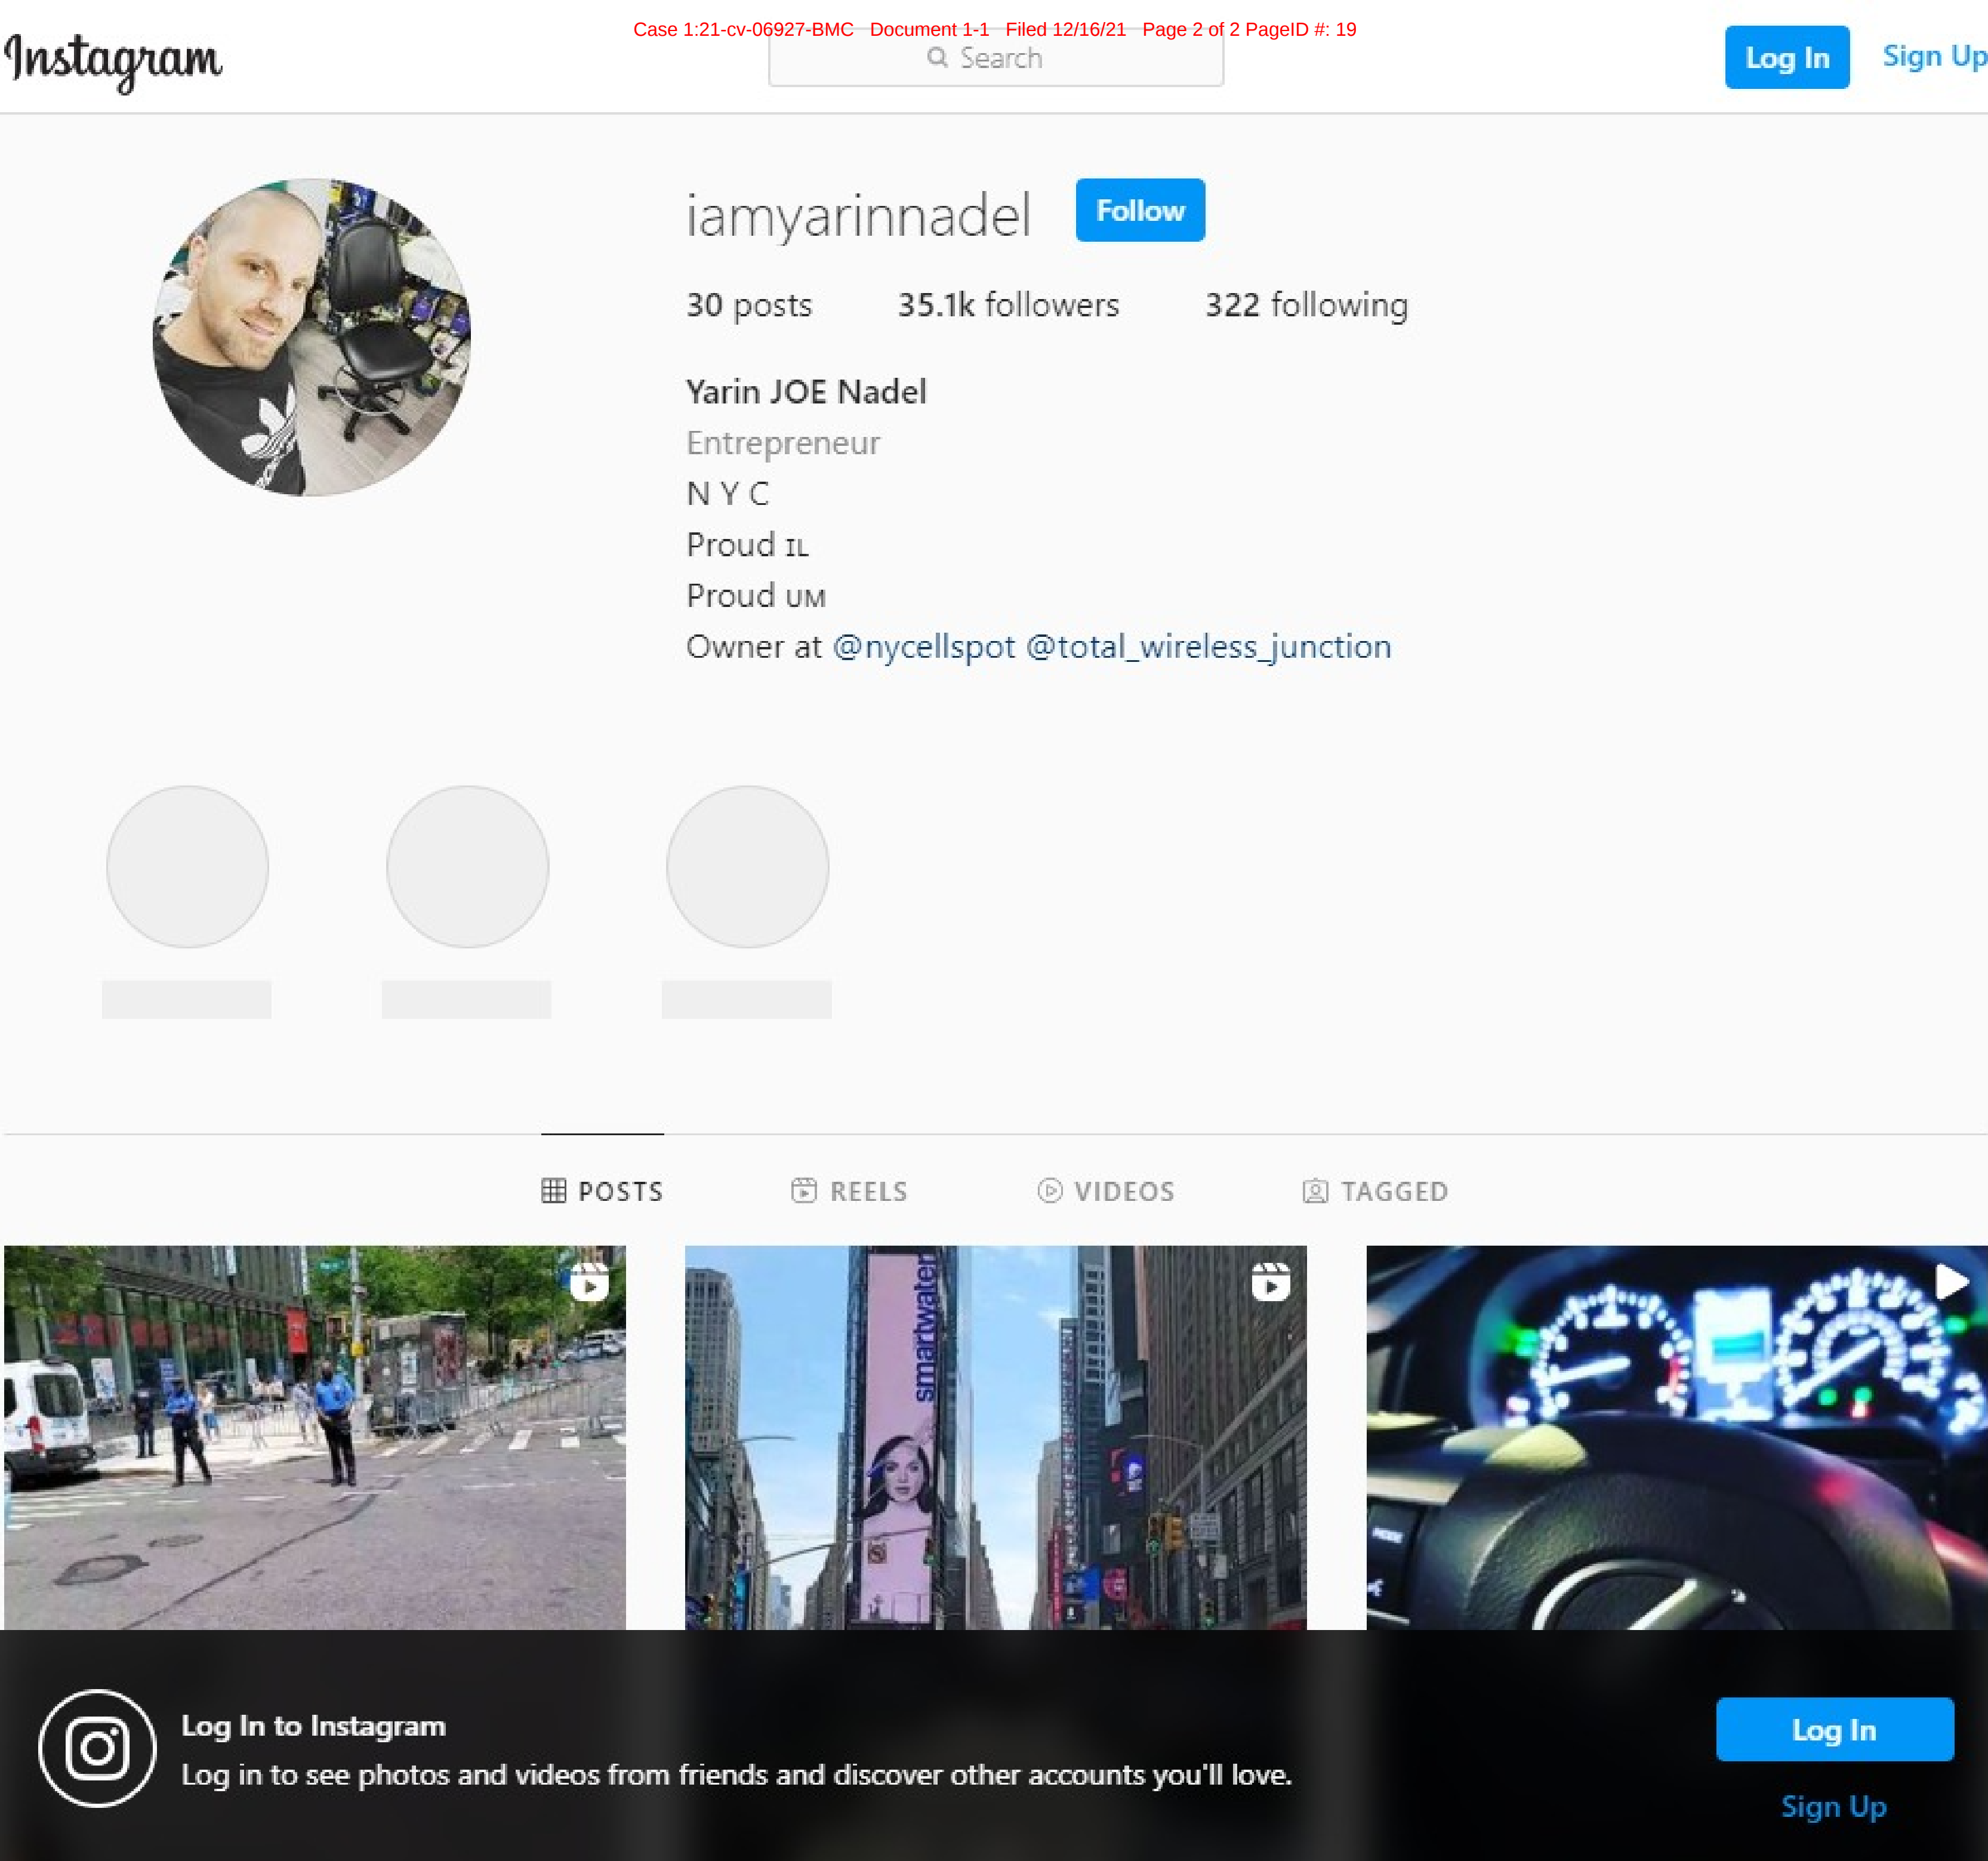 Case 1:21-cv-06927-BMC Document 1-1 Filed 12/16/21 Page 2 of 2 PageID #: 19
Instagram
Search
Log In
Sign Up
iamyarinnadel
Follow
30 posts 35.1k followers 322 following
Yarin JOE Nadel
Entrepreneur
N Y C
Proud IL
Proud UM
Owner at @nycellspot @total_wireless_junction
POSTS REELS VIDEOS TAGGED
smartwater
MODE
Log In to Instagram
Log in to see photos and videos from friends and discover other accounts you'll love.
Log In
Sign Up